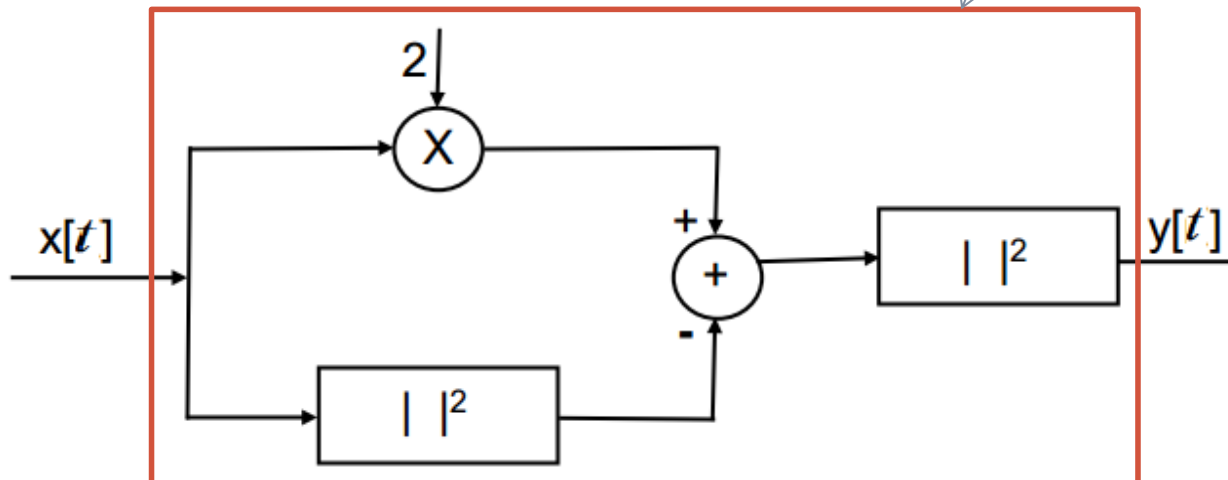 2
X
x[t]
+
+
-
| |²
y[t]
| |²